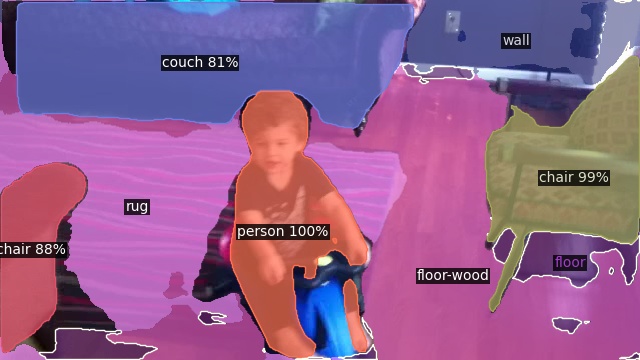 wall
couch 81%
chair 99%
rug
person 100%
chair 88%
floor
floor-wood